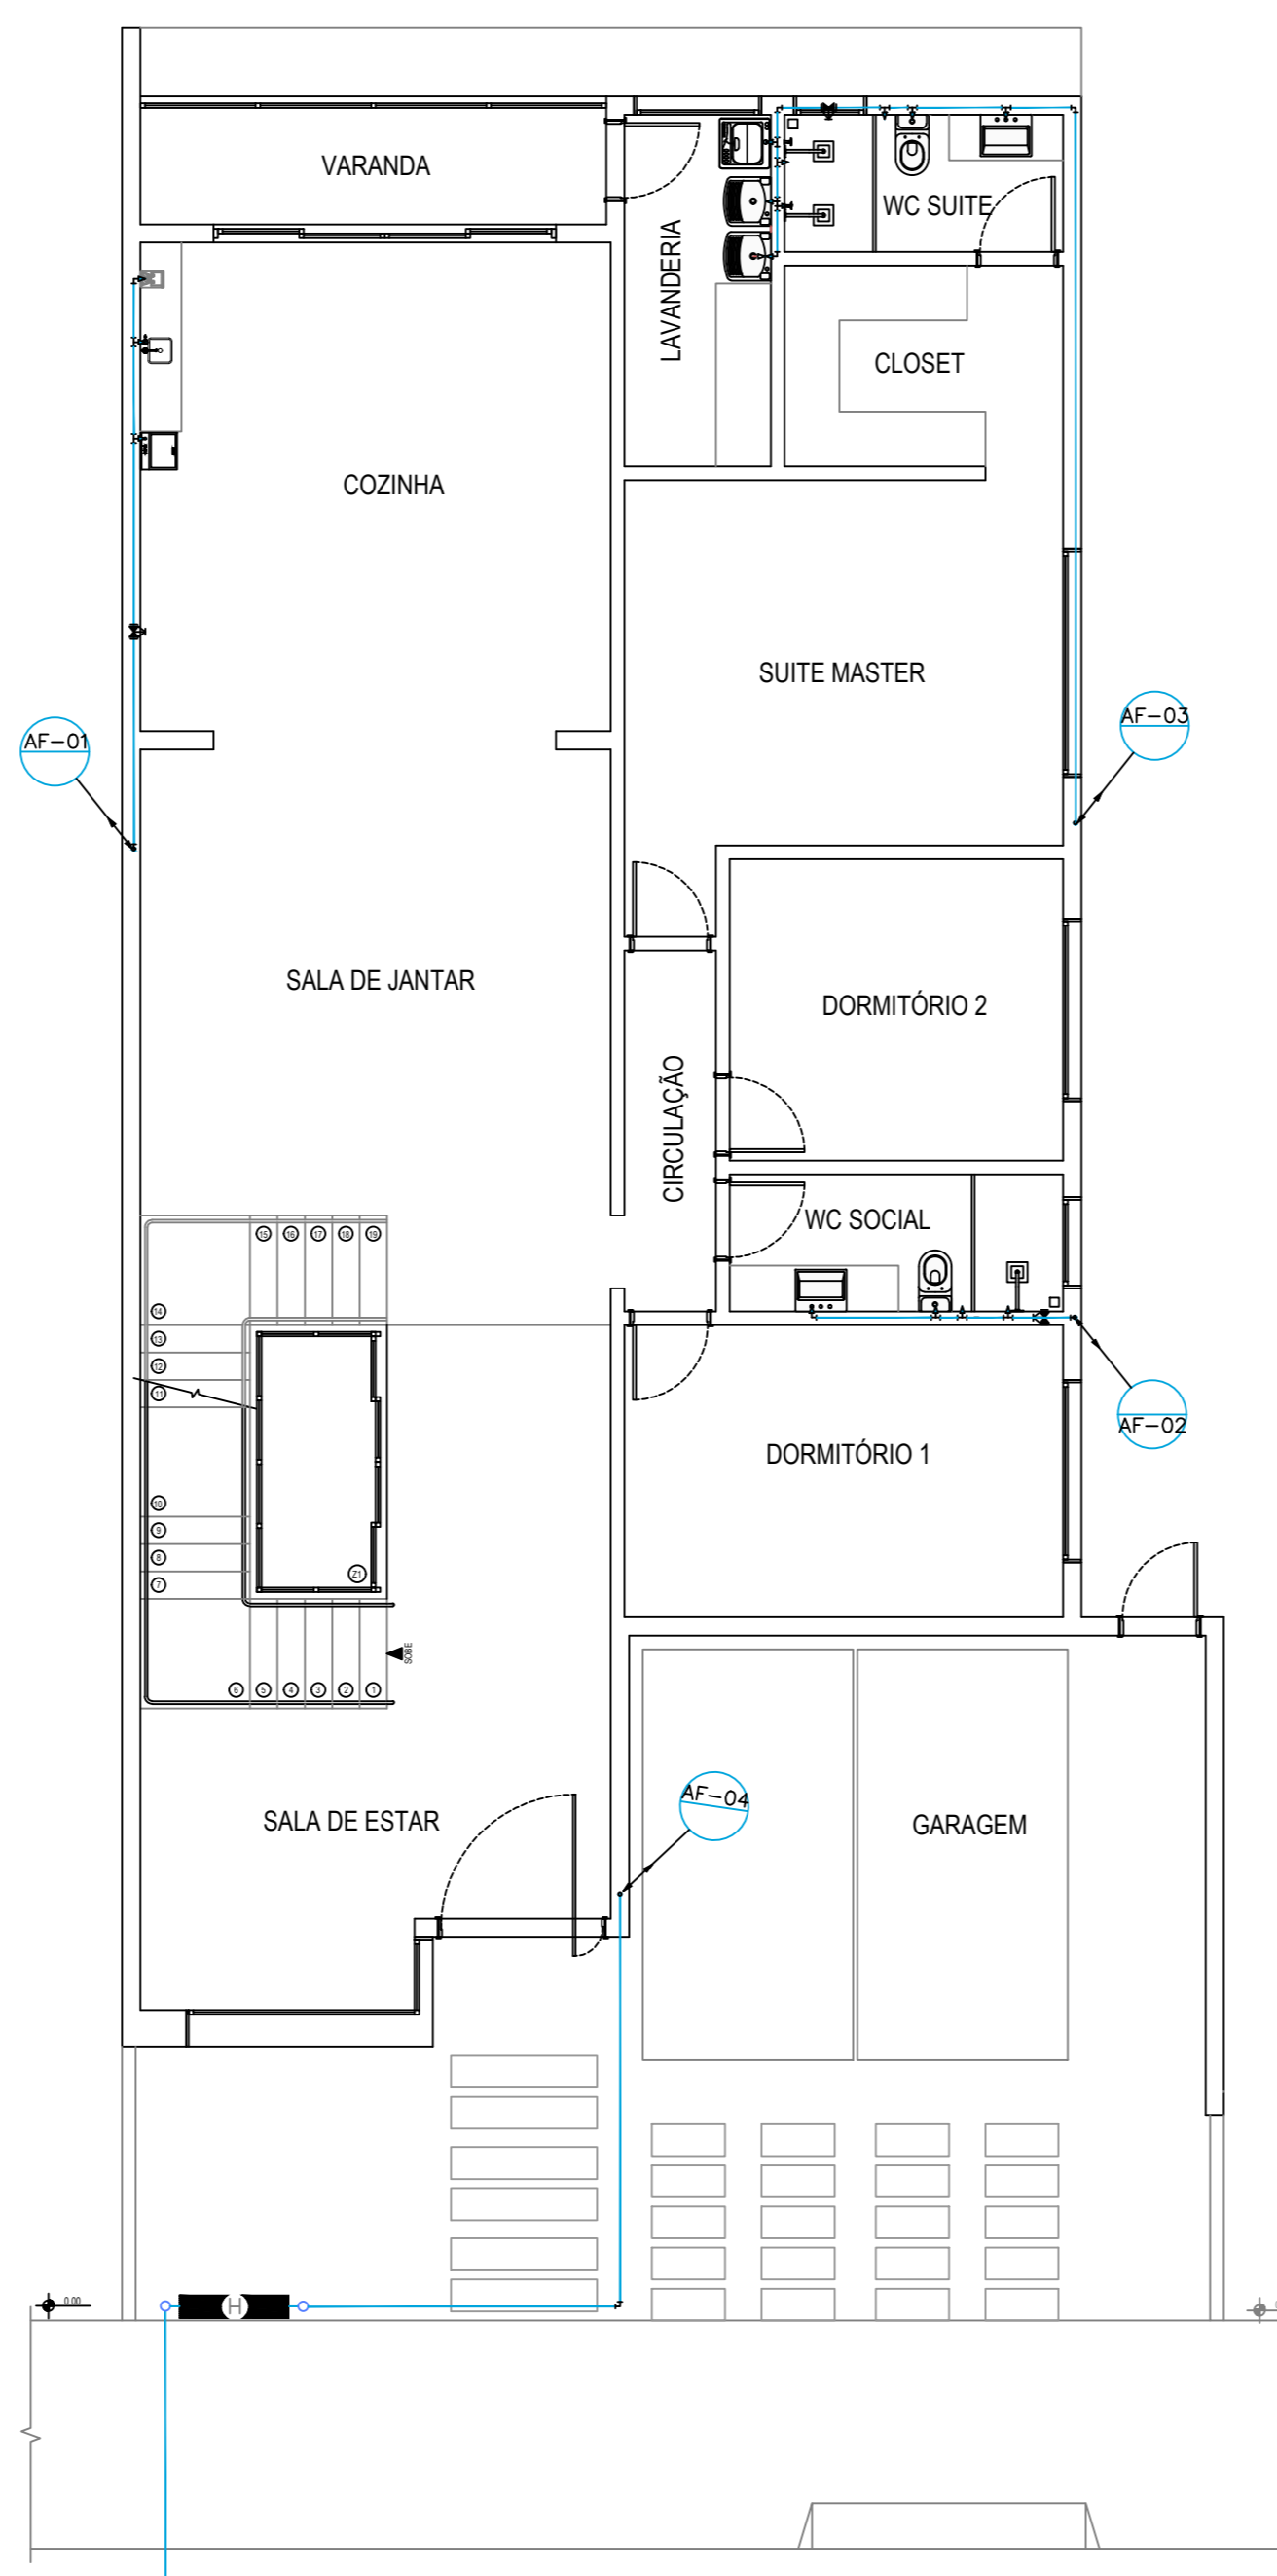 VARANDA
WC SUITE
LAVANDERIA
CLOSET
COZINHA
SUITE MASTER
AF-01
AF-03
SALA DE JANTAR
DORMITÓRIO 2
CIRCULAÇÃO
WC SOCIAL
15 16 17 18 19
14
13
12
11
AF-02
DORMITÓRIO 1
10
9
8
7
Z1
SOBE
6 5 4 3 2 1
AF-04
SALA DE ESTAR
GARAGEM
0.00
H